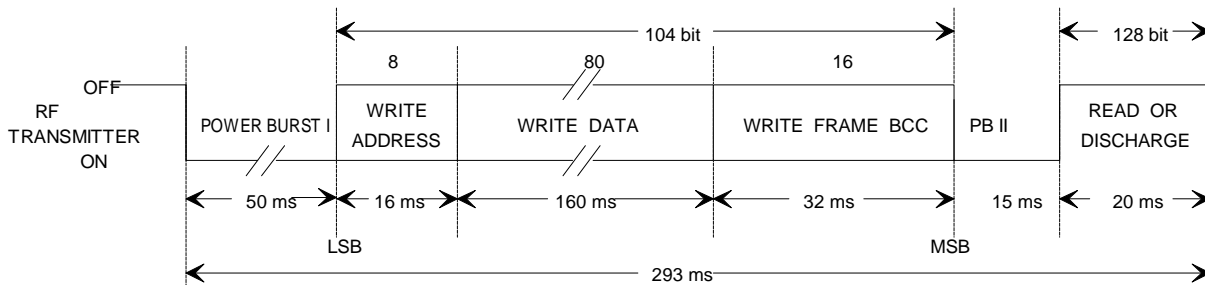 104 bit 128 bit
8 80 16
OFF
RF
TRANSMITTER
ON
POWER BURST I
WRITE
ADDRESS
WRITE DATA
WRITE FRAME BCC
PB II
READ OR
DISCHARGE
50 ms 16 ms 160 ms 32 ms 15 ms 20 ms
LSB MSB
293 ms